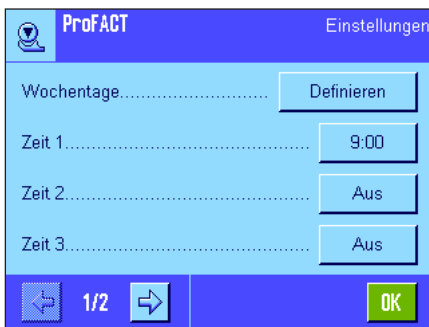 ProFACT Einstellungen
Wochentage.......................... Definieren
Zeit 1........................................... 9:00
Zeit 2........................................... Aus
Zeit 3........................................... Aus
1/2 OK